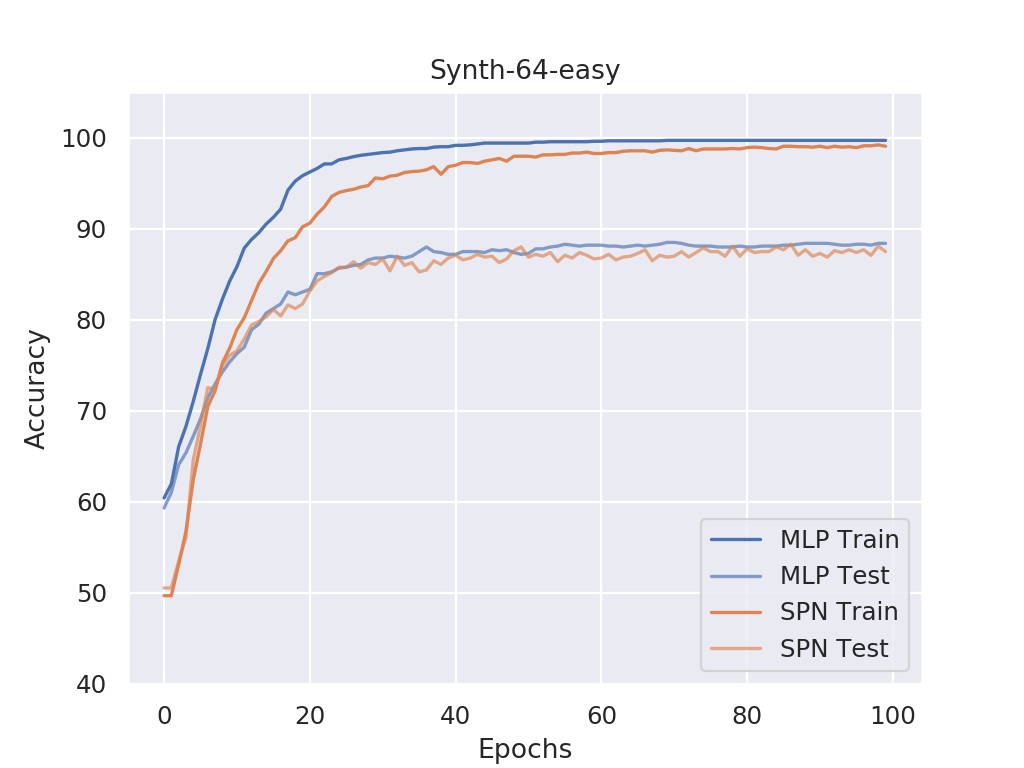 Synth-64-easy
Accuracy
100
90
80
70
60
50
40
0 20 40 60 80 100
Epochs
MLP Train
MLP Test
SPN Train
SPN Test